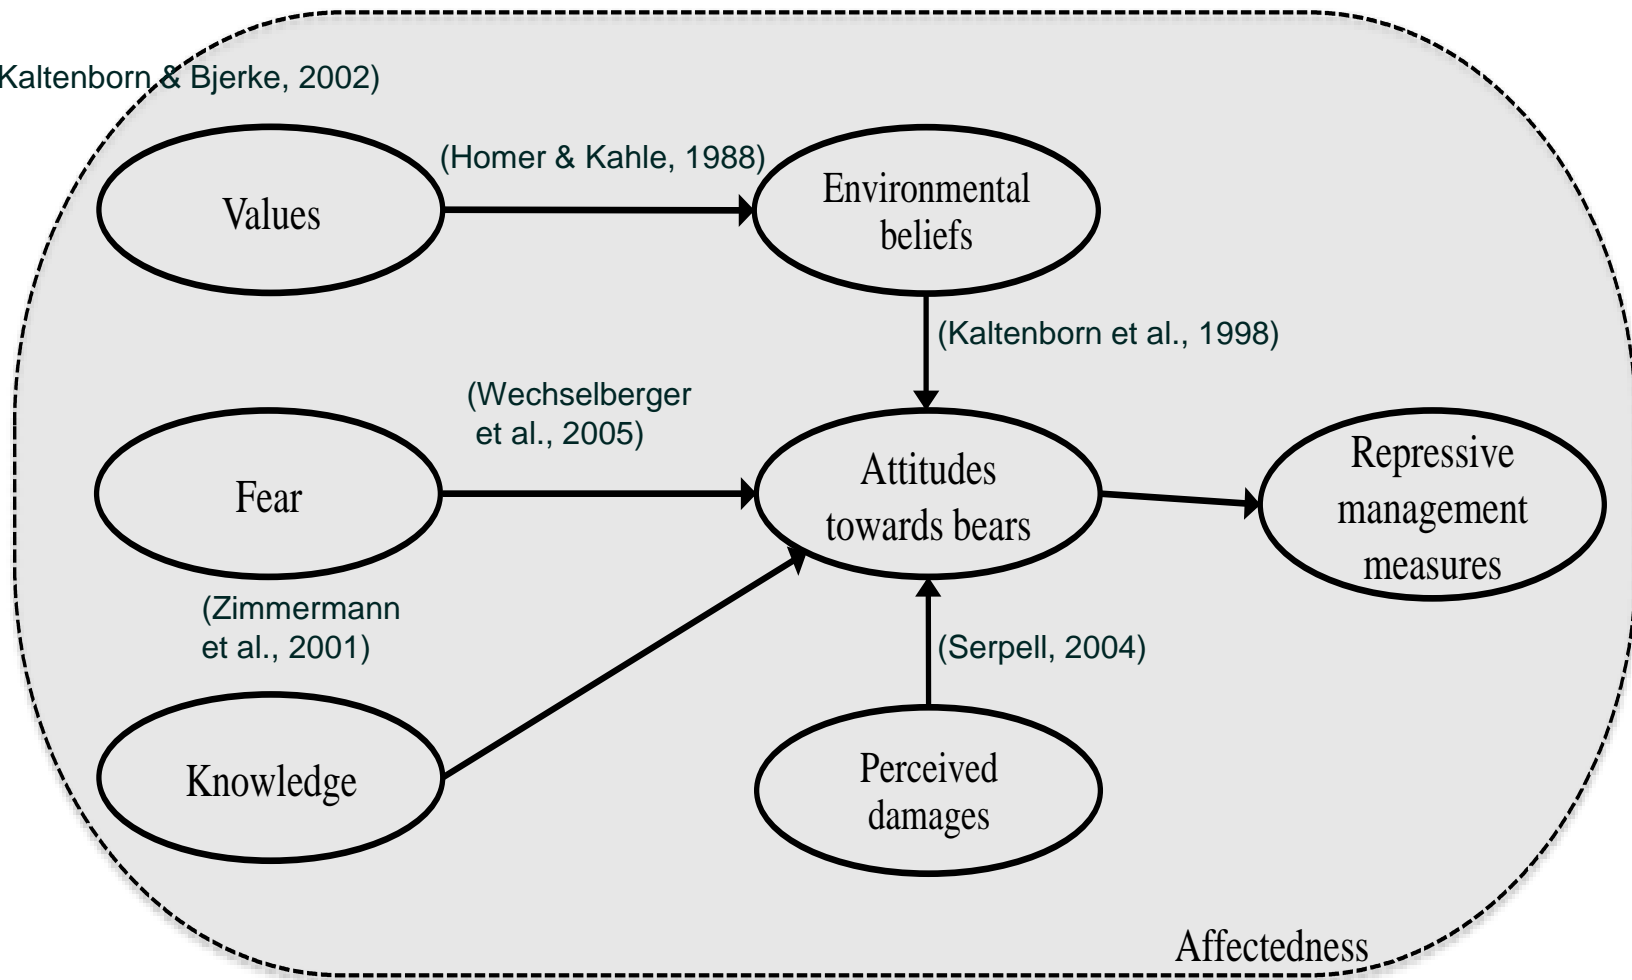 Kaltenborn & Bjerke, 2002)
(Homer & Kahle, 1988)
Values
Environmental
beliefs
(Kaltenborn et al., 1998)
(Wechselberger
et al., 2005)
Fear
Attitudes
towards bears
Repressive
management
measures
(Zimmermann
et al., 2001)
(Serpell, 2004)
Knowledge
Perceived
damages
Affectedness